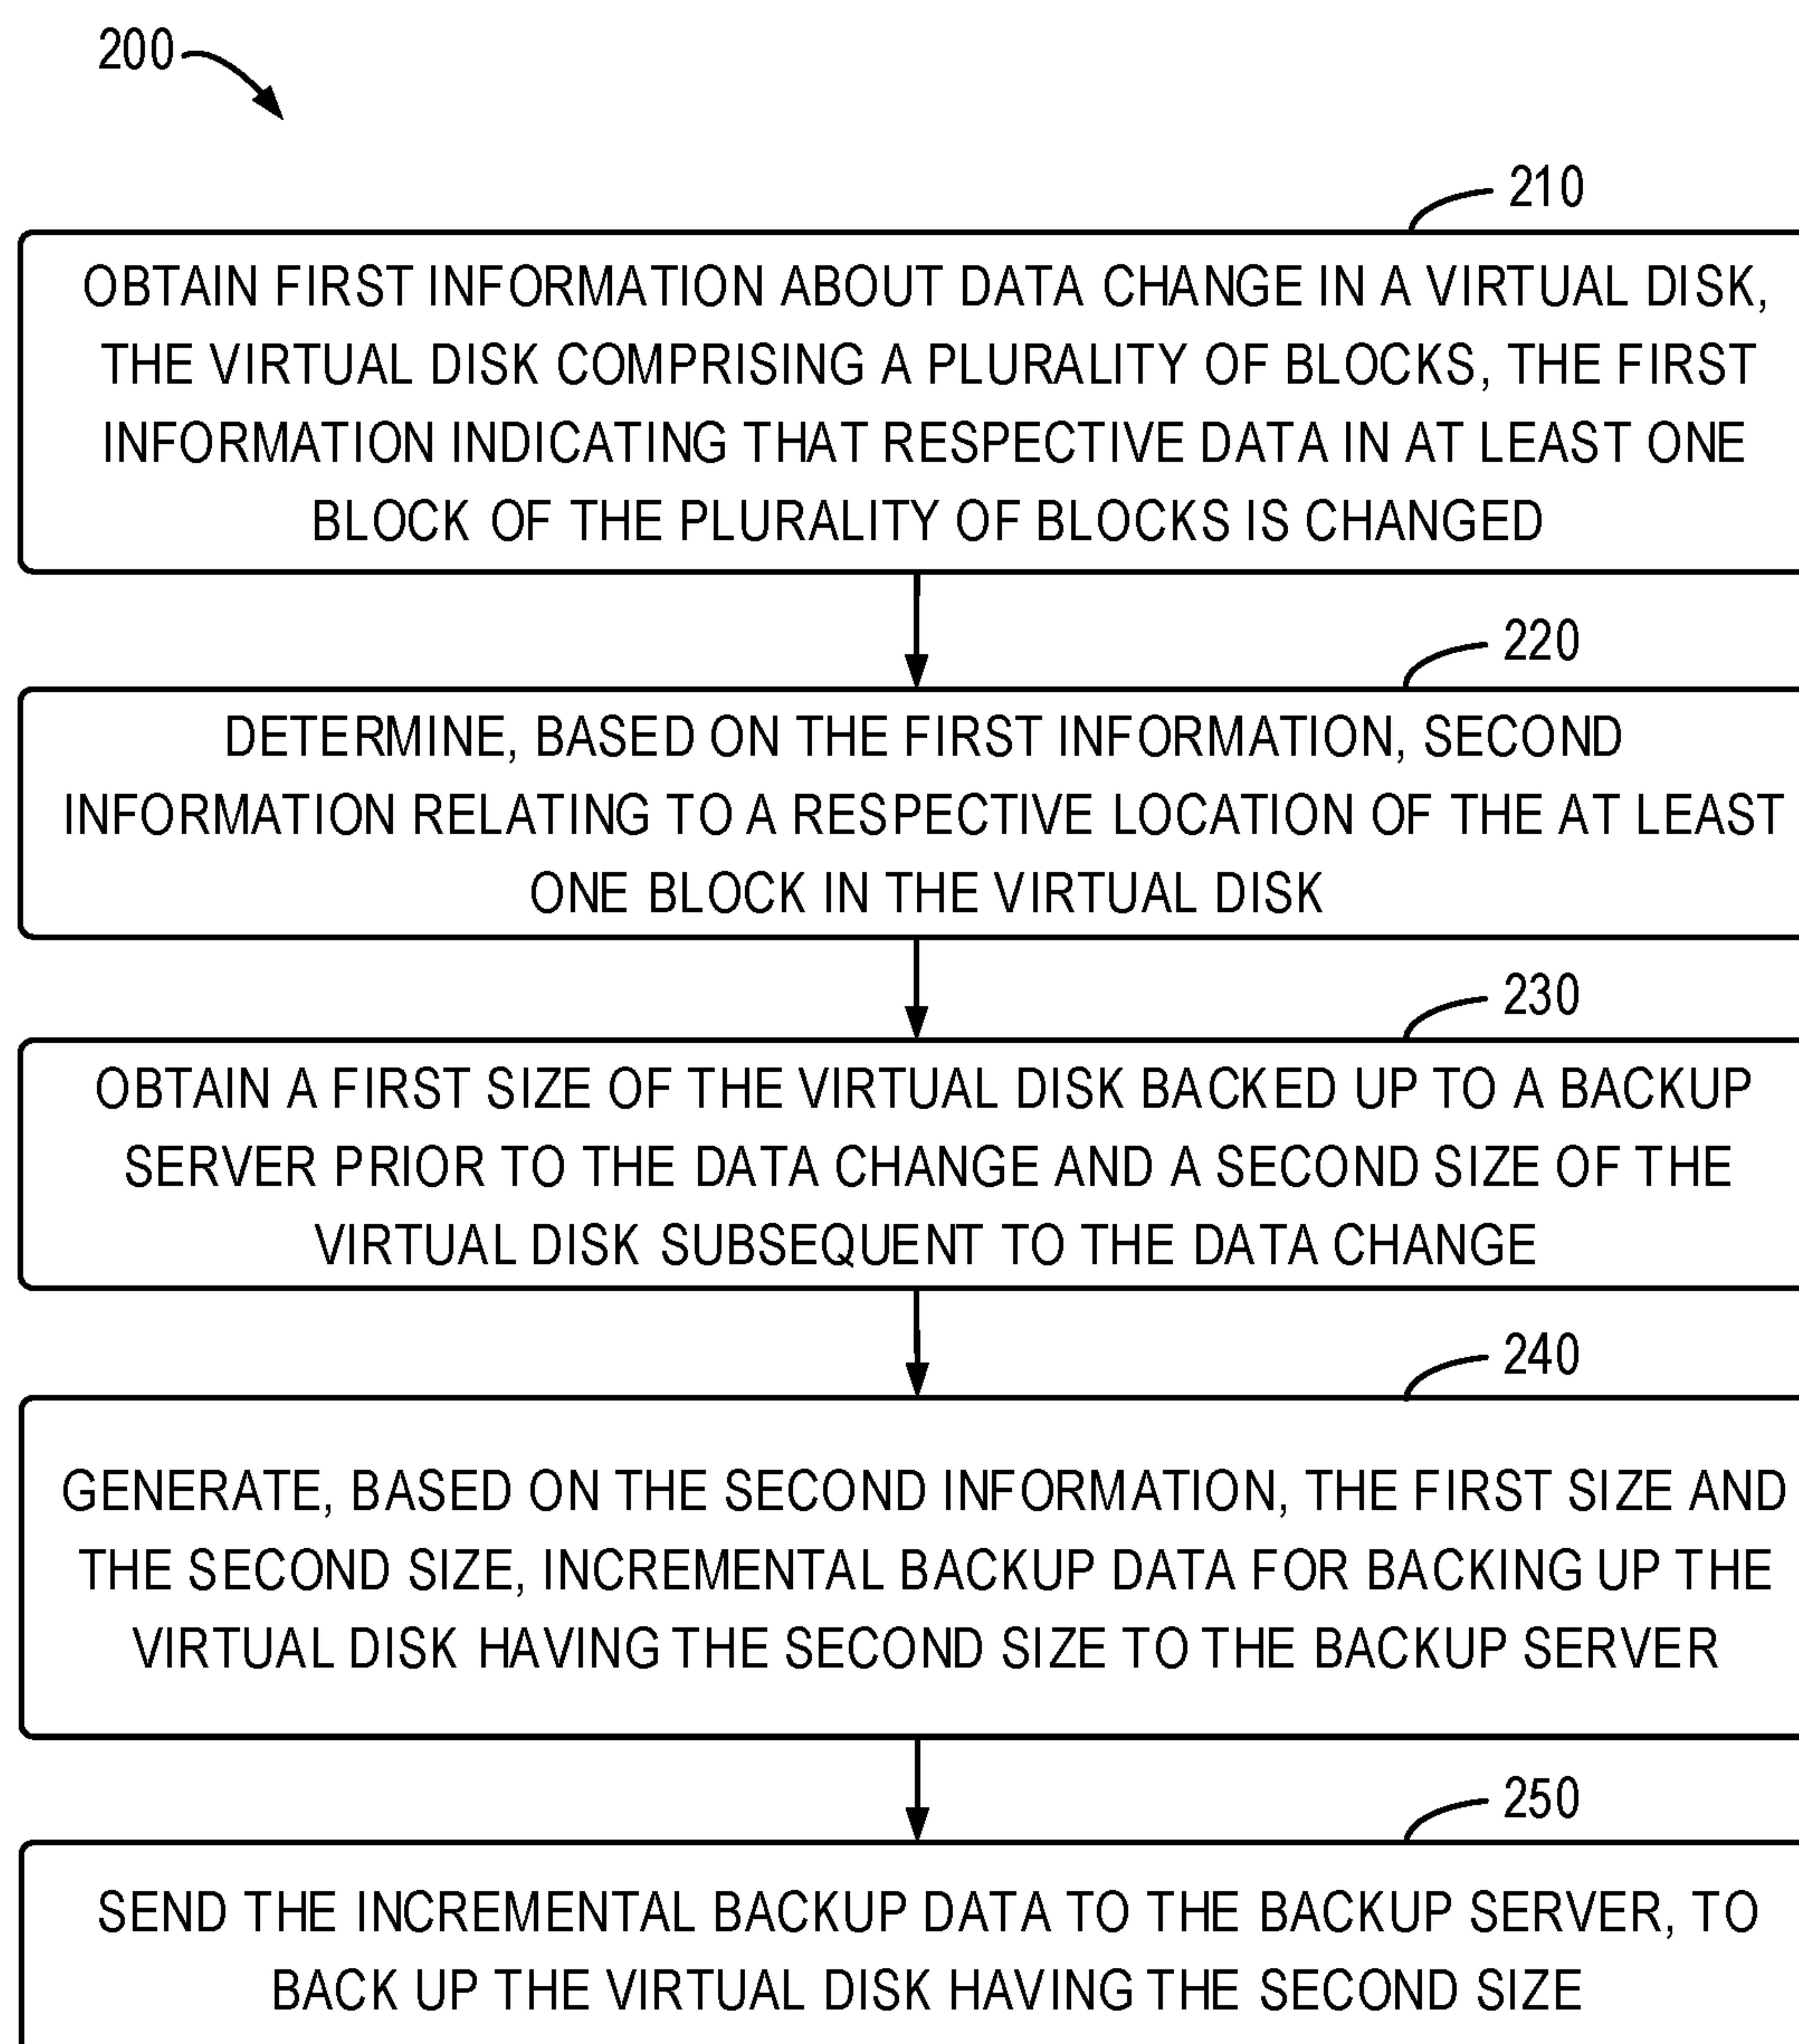 200
210
OBTAIN FIRST INFORMATION ABOUT DATA CHANGE IN A VIRTUAL DISK,
THE VIRTUAL DISK COMPRISING A PLURALITY OF BLOCKS, THE FIRST
INFORMATION INDICATING THAT RESPECTIVE DATA IN AT LEAST ONE
BLOCK OF THE PLURALITY OF BLOCKS IS CHANGED
220
DETERMINE, BASED ON THE FIRST INFORMATION, SECOND
INFORMATION RELATING TO A RESPECTIVE LOCATION OF THE AT LEAST
ONE BLOCK IN THE VIRTUAL DISK
230
OBTAIN A FIRST SIZE OF THE VIRTUAL DISK BACKED UP TO A BACKUP
SERVER PRIOR TO THE DATA CHANGE AND A SECOND SIZE OF THE
VIRTUAL DISK SUBSEQUENT TO THE DATA CHANGE
240
GENERATE, BASED ON THE SECOND INFORMATION, THE FIRST SIZE AND
THE SECOND SIZE, INCREMENTAL BACKUP DATA FOR BACKING UP THE
VIRTUAL DISK HAVING THE SECOND SIZE TO THE BACKUP SERVER
250
SEND THE INCREMENTAL BACKUP DATA TO THE BACKUP SERVER, TO
BACK UP THE VIRTUAL DISK HAVING THE SECOND SIZE